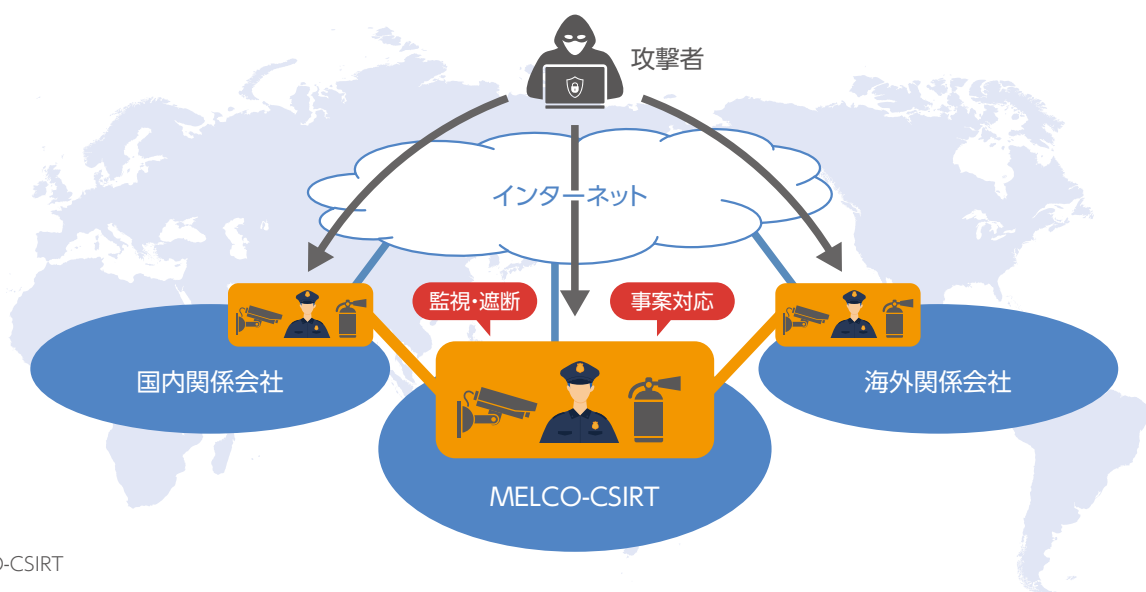 攻撃者
インターネット
監視・遮断
事案対応
国内関係会社
海外関係会社
MELCO-CSIRT
-CSIRT